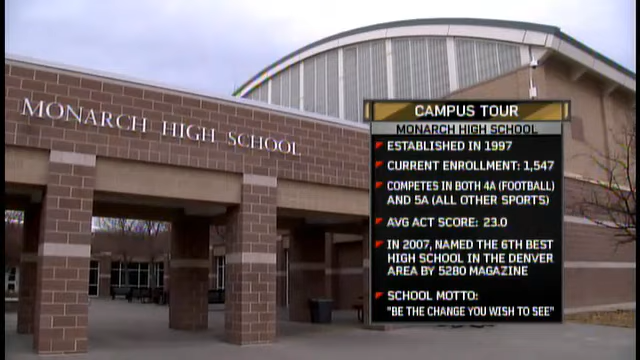 MONARCH HIGH SCHOOL
CAMPUS TOUR
MONARCH HIGH SCHOOL
ESTABLISHED IN 1997
CURRENT ENROLLMENT: 1,547
COMPETES IN BOTH 4A (FOOTBALL)
AND 5A (ALL OTHER SPORTS)
AVG ACT SCORE: 23.0
IN 2007, NAMED THE 6TH BEST
HIGH SCHOOL IN THE DENVER
AREA BY 5280 MAGAZINE
SCHOOL MOTTO:
"BE THE CHANGE YOU WISH TO SEE"